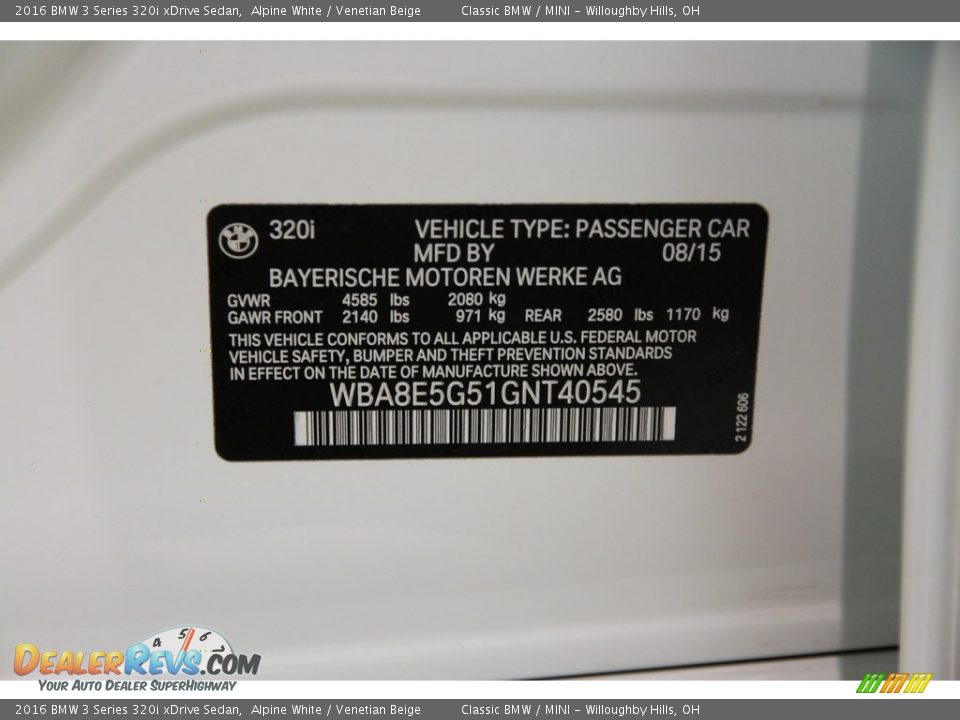 2016 BMW 3 Series 320i xDrive Sedan, Alpine White / Venetian Beige Classic BMW / MINI - Willoughby Hills, OH
320i VEHICLE TYPE: PASSENGER CAR
MFD BY 08/15
BAYERISCHE MOTOREN WERKE AG
GVWR 4585 lbs 2080 kg
GAWR FRONT 2140 lbs 971 kg REAR 2580 lbs 1170 kg
THIS VEHICLE CONFORMS TO ALL APPLICABLE U.S. FEDERAL MOTOR
VEHICLE SAFETY, BUMPER AND THEFT PREVENTION STANDARDS
IN EFFECT ON THE DATE OF MANUFACTURE SHOWN ABOVE.
WBA8E5G51GNT40545
2 122 606
4 5 6 7
DEALERREVS.COM
YOUR AUTO DEALER SUPERHIGHWAY
2016 BMW 3 Series 320i xDrive Sedan, Alpine White / Venetian Beige Classic BMW / MINI - Willoughby Hills, OH